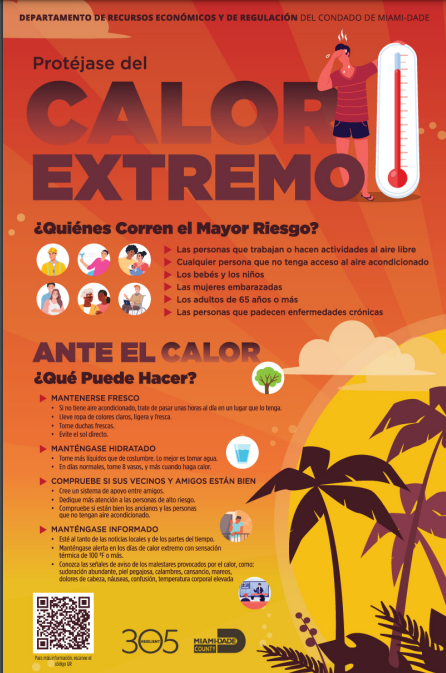 DEPARTAMENTO DE RECURSOS ECONÓMICOS Y DE REGULACIÓN DEL CONDADO DE MIAMI-DADE
Protéjase del
CALOR
EXTREMO
¿Quiénes Corren el Mayor Riesgo?
Las personas que trabajan o hacen actividades al aire libre
Cualquier persona que no tenga acceso al aire acondicionado
Los bebés y los niños
Las mujeres embarazadas
Los adultos de 65 años o más
Las personas que padecen enfermedades crónicas
ANTE EL CALOR
¿Qué Puede Hacer?
MANTENERSE FRESCO
• Si no tiene aire acondicionado, trate de pasar unas horas al día en un lugar que lo tenga.
• Lleve ropa de colores claros, ligera y fresca.
• Tome duchas frescas.
• Evite el sol directo.
MANTÉNGASE HIDRATADO
• Tome más líquidos que de costumbre. Lo mejor es tomar agua.
• En días normales, tome 8 vasos, y más cuando haga calor.
COMPRUEBE SI SUS VECINOS Y AMIGOS ESTÁN BIEN
• Cree un sistema de apoyo entre amigos.
• Dedique más atención a las personas de alto riesgo.
• Compruebe si están bien los ancianos y las personas
que no tengan aire acondicionado.
MANTÉNGASE INFORMADO
• Esté al tanto de las noticias locales y de los partes del tiempo.
• Manténgase alerta en los días de calor extremo con sensación
térmica de 100 °F o más.
• Conozca las señales de aviso de los malestares provocados por el calor, como:
sudoración abundante, piel pegajosa, calambres, cansancio, mareos,
dolores de cabeza, náuseas, confusión, temperatura corporal elevada
Para más información, escanee el
código QR
RESILIENT
305
MIAMI-DADE
COUNTY